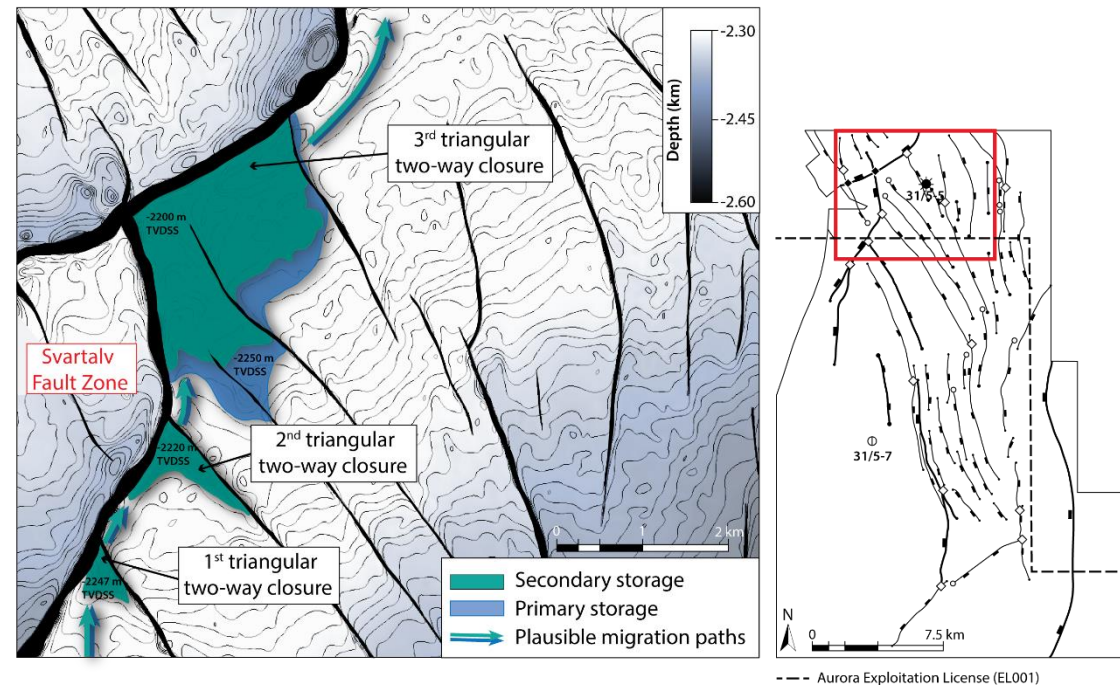 3rd triangular
two-way closure
-2200 m
TVDSS
Svartalv
Fault Zone
-2250 m
TVDSS
2nd triangular
two-way closure
-2220 m
TVDSS
1st triangular
two-way closure
-2247 m
TVDSS
Depth (km)
-2.30
-2.45
-2.60
0 1 2 km
Secondary storage
Primary storage
Plausible migration paths
31/5-5
31/5-7
N
0 7.5 km
Aurora Exploitation License (EL001)